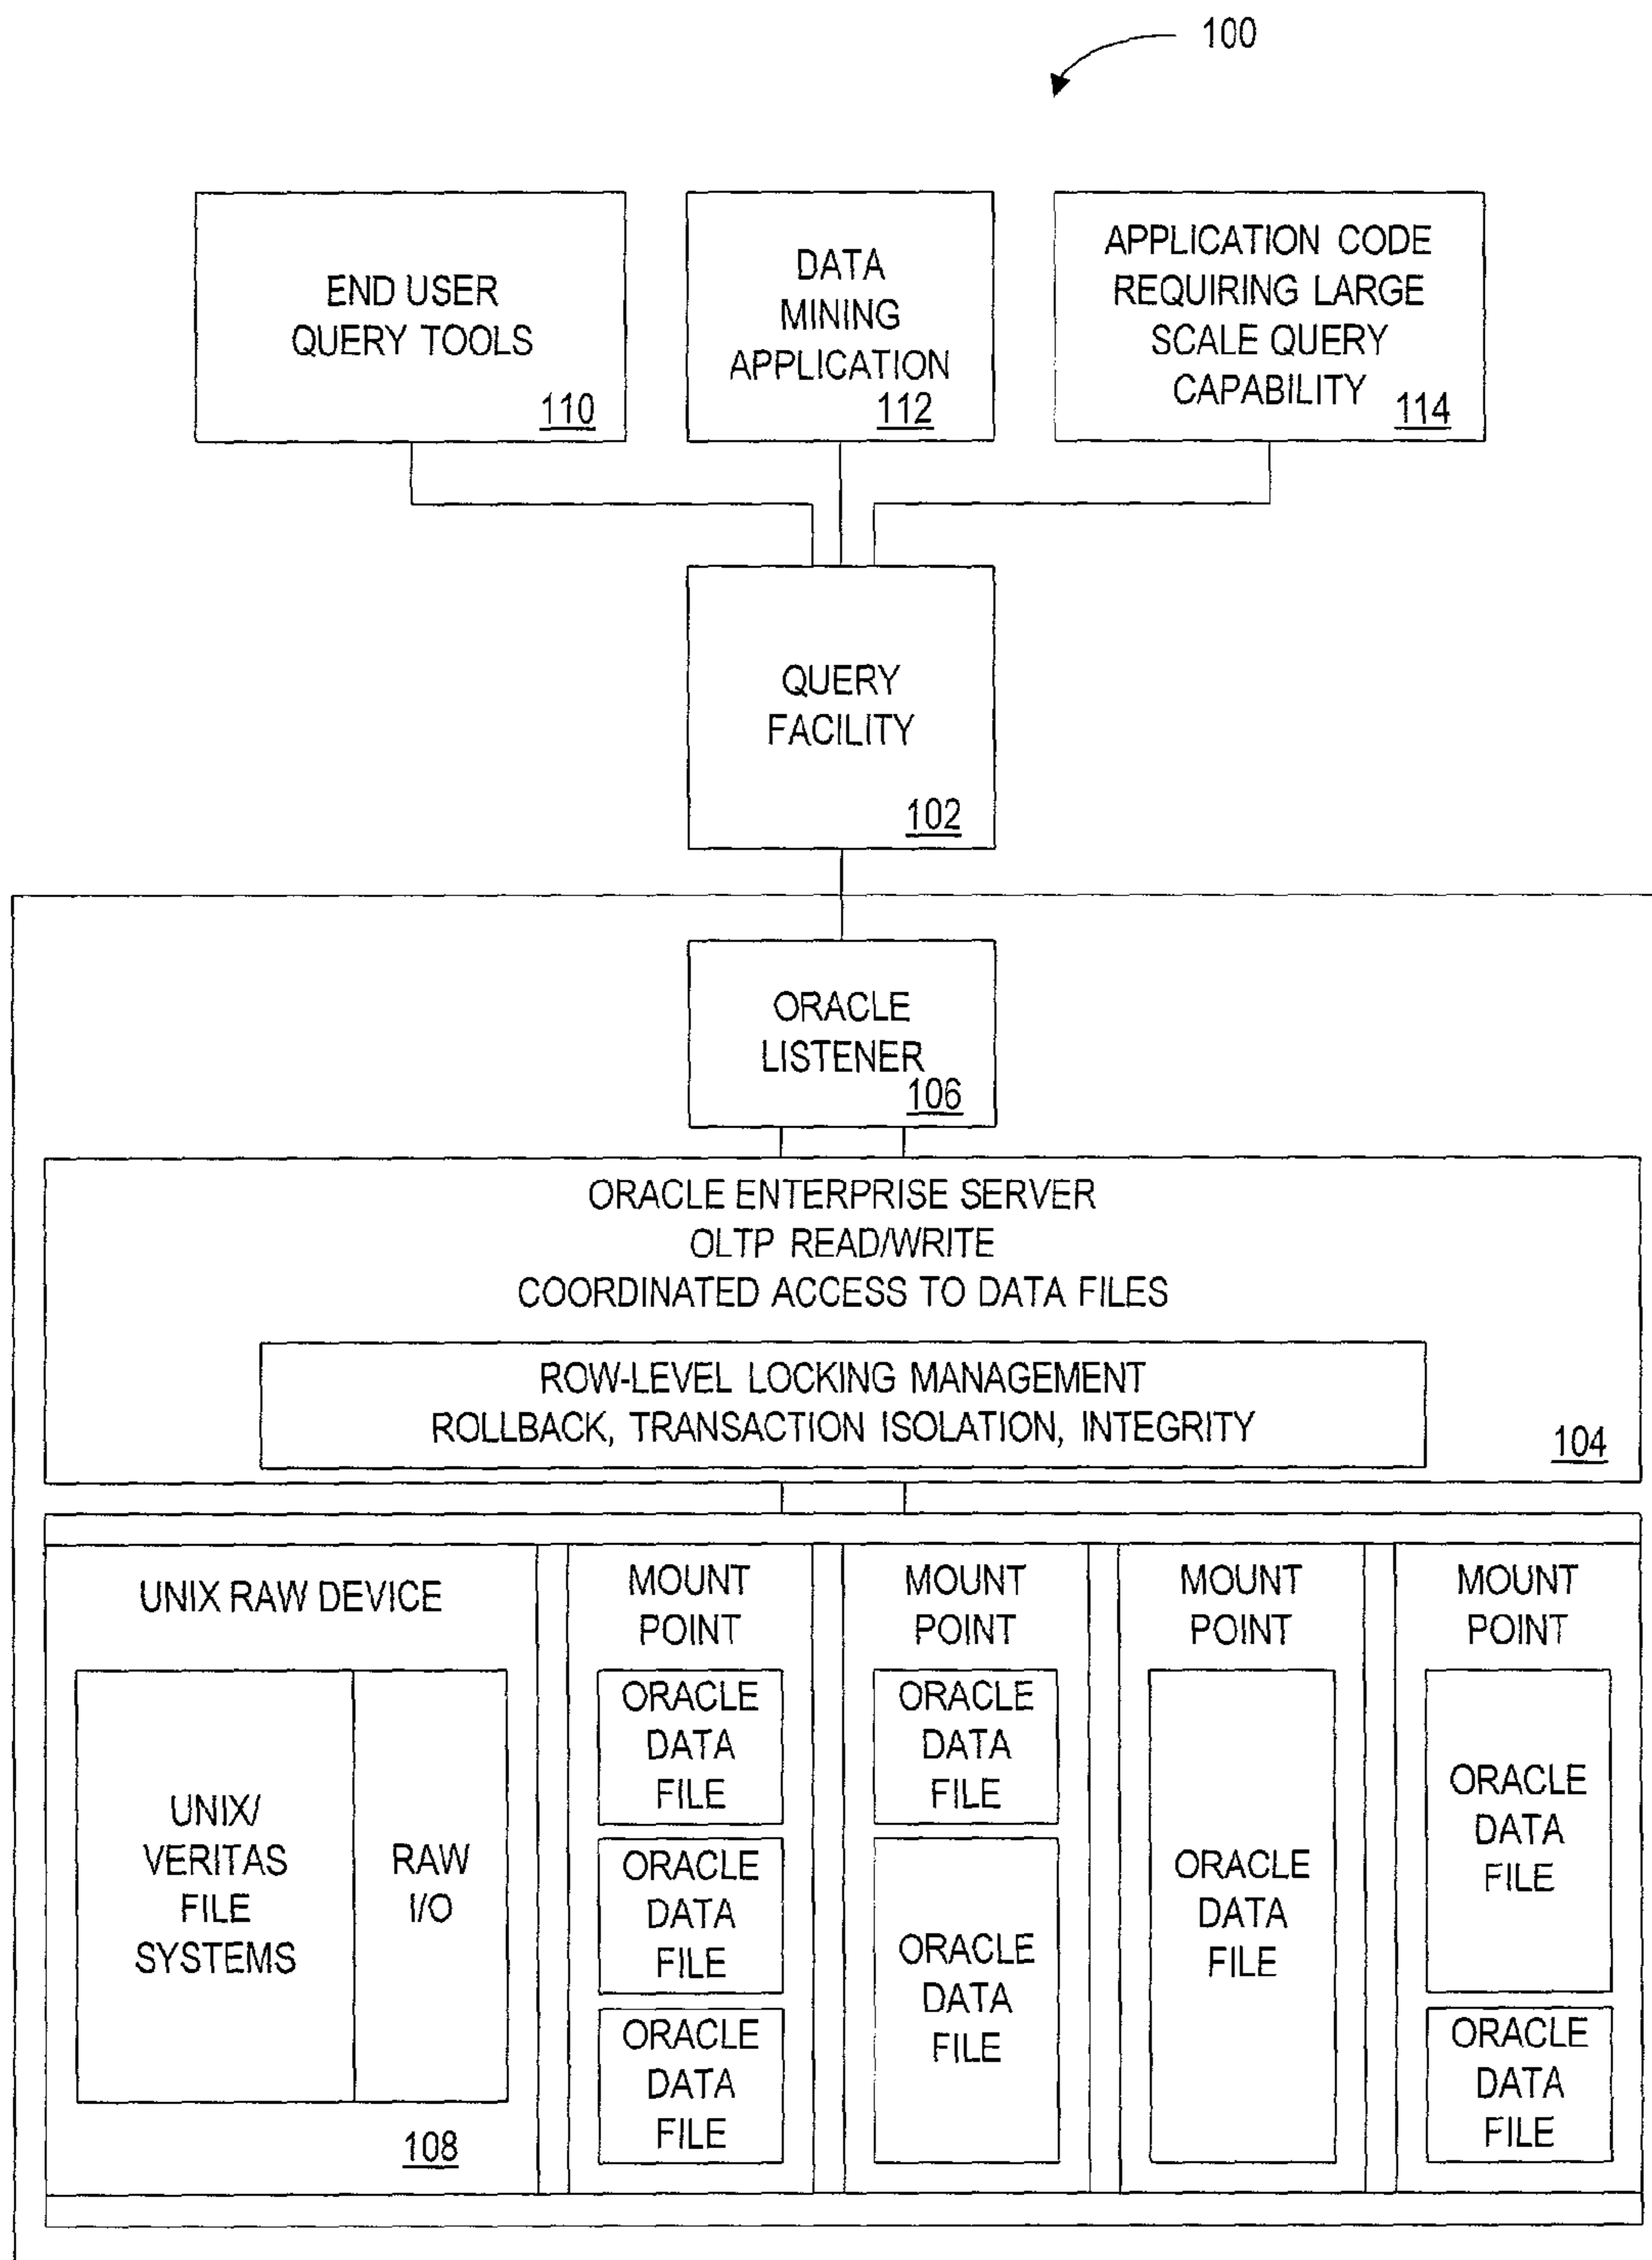 100
END USER
QUERY TOOLS
110
DATA
MINING
APPLICATION
112
APPLICATION CODE
REQUIRING LARGE
SCALE QUERY
CAPABILITY
114
QUERY
FACILITY
102
ORACLE
LISTENER
106
ORACLE ENTERPRISE SERVER
OLTP READ/WRITE
COORDINATED ACCESS TO DATA FILES
ROW-LEVEL LOCKING MANAGEMENT
ROLLBACK, TRANSACTION ISOLATION, INTEGRITY
104
UNIX RAW DEVICE
UNIX/
VERITAS
FILE
SYSTEMS
RAW
I/O
108
MOUNT
POINT
ORACLE
DATA
FILE
ORACLE
DATA
FILE
ORACLE
DATA
FILE
MOUNT
POINT
ORACLE
DATA
FILE
ORACLE
DATA
FILE
MOUNT
POINT
ORACLE
DATA
FILE
MOUNT
POINT
ORACLE
DATA
FILE
ORACLE
DATA
FILE